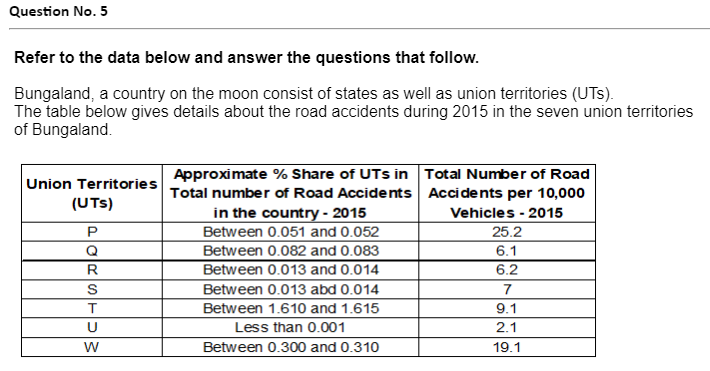 Question No. 5
Refer to the data below and answer the questions that follow.
Bungaland, a country on the moon consist of states as well as union territories (UTs).
The table below gives details about the road accidents during 2015 in the seven union territories
of Bungaland.
Union Territories (UTs) Approximate % Share of UTs in Total number of Road Accidents in the country - 2015 Total Number of Road Accidents per 10,000 Vehicles - 2015
P Between 0.051 and 0.052 25.2
Q Between 0.082 and 0.083 6.1
R Between 0.013 and 0.014 6.2
S Between 0.013 abd 0.014 7
T Between 1.610 and 1.615 9.1
U Less than 0.001 2.1
W Between 0.300 and 0.310 19.1